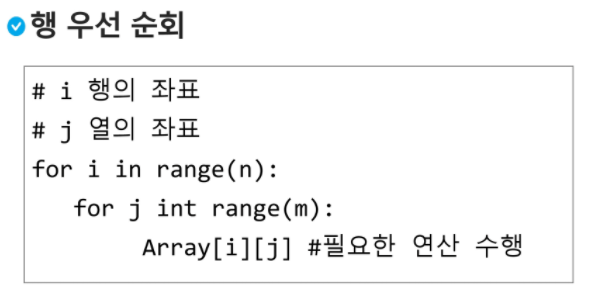 행 우선 순회
# i 행의 좌표
# j 열의 좌표
for i in range(n):
for j int range(m):
Array[i][j] #필요한 연산 수행